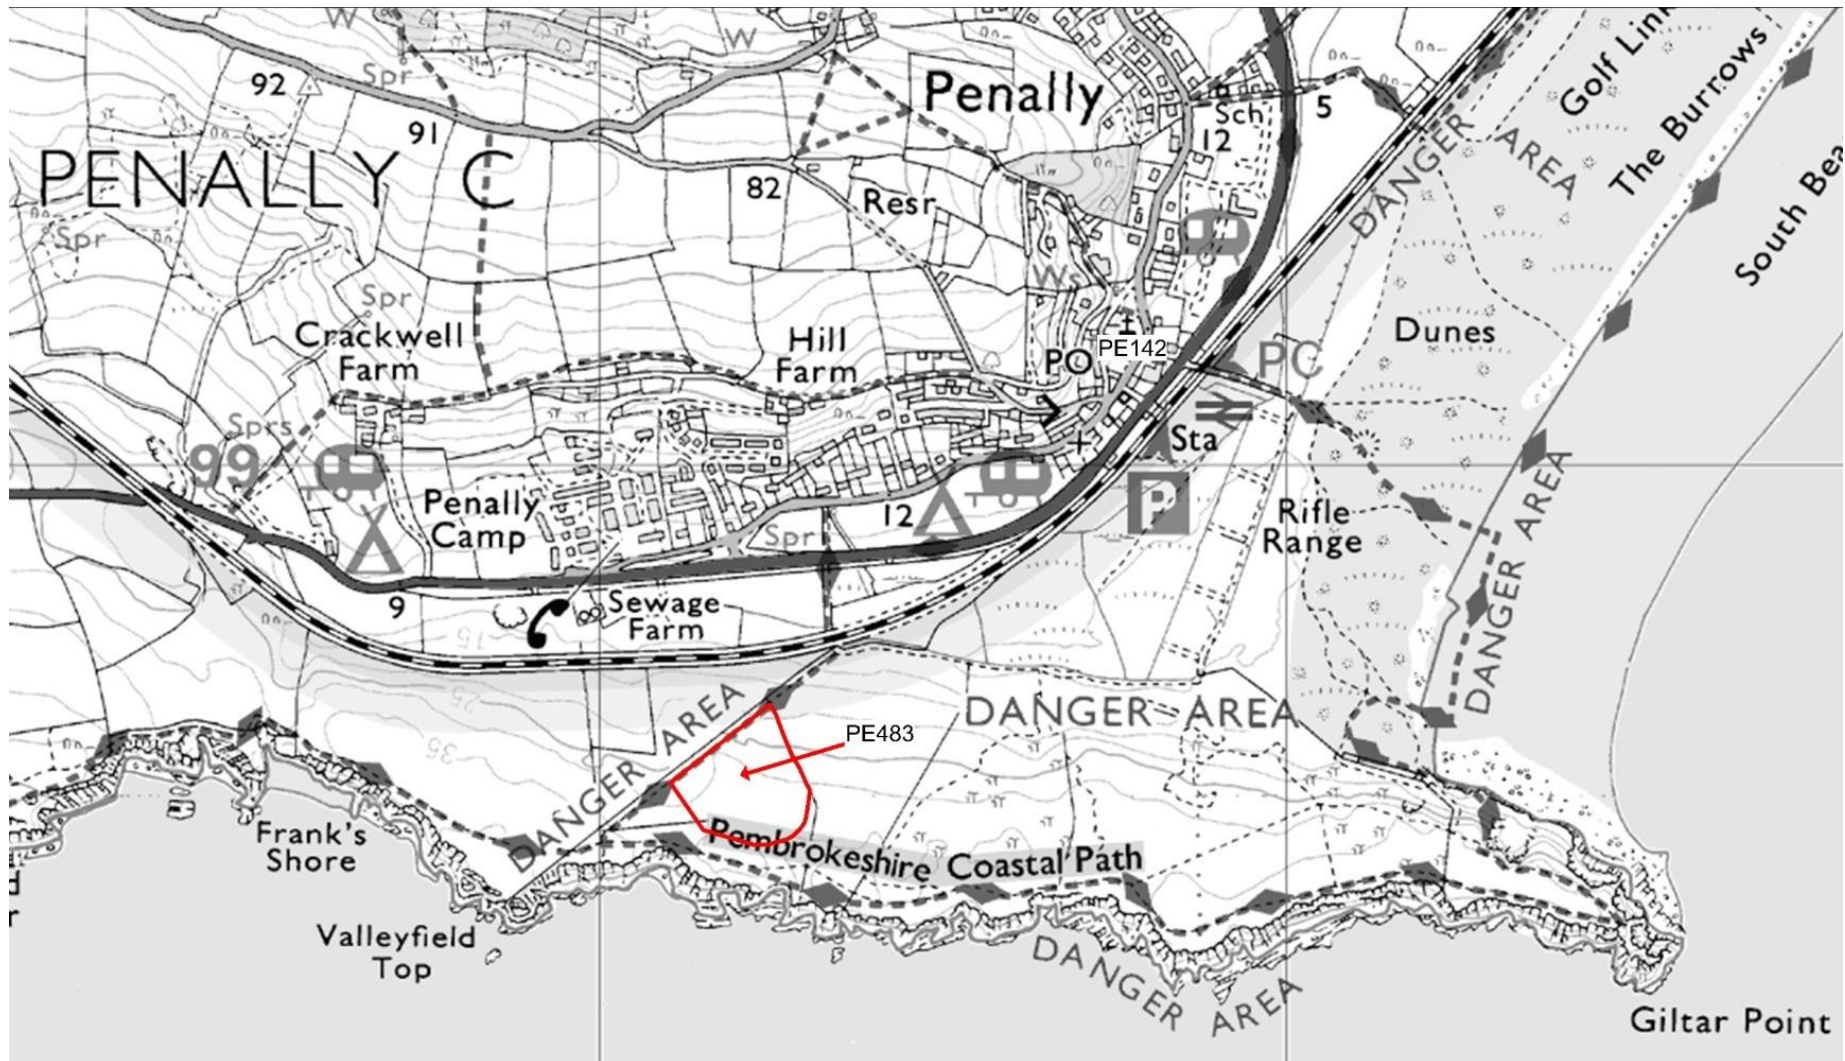 W
W
Golf Link
92
Spr
Penally
Sch
5
The Burrows
91
12
DANGER AREA
PENALLY C
82
Resr
South Bea
Spr
Ws
Spr
Crackwell
Farm
Hill
Farm
Dunes
PO
PE142
PC
Sprs
99
Sta
Penally
Camp
12
P
Rifle
Range
Spr
DANGER AREA
9
Sewage
Farm
15
25
DANGER AREA
DANGER AREA
PE483
35
Frank's
Shore
Pembrokeshire Coastal Path
Valleyfield
Top
DANGER AREA
Giltar Point